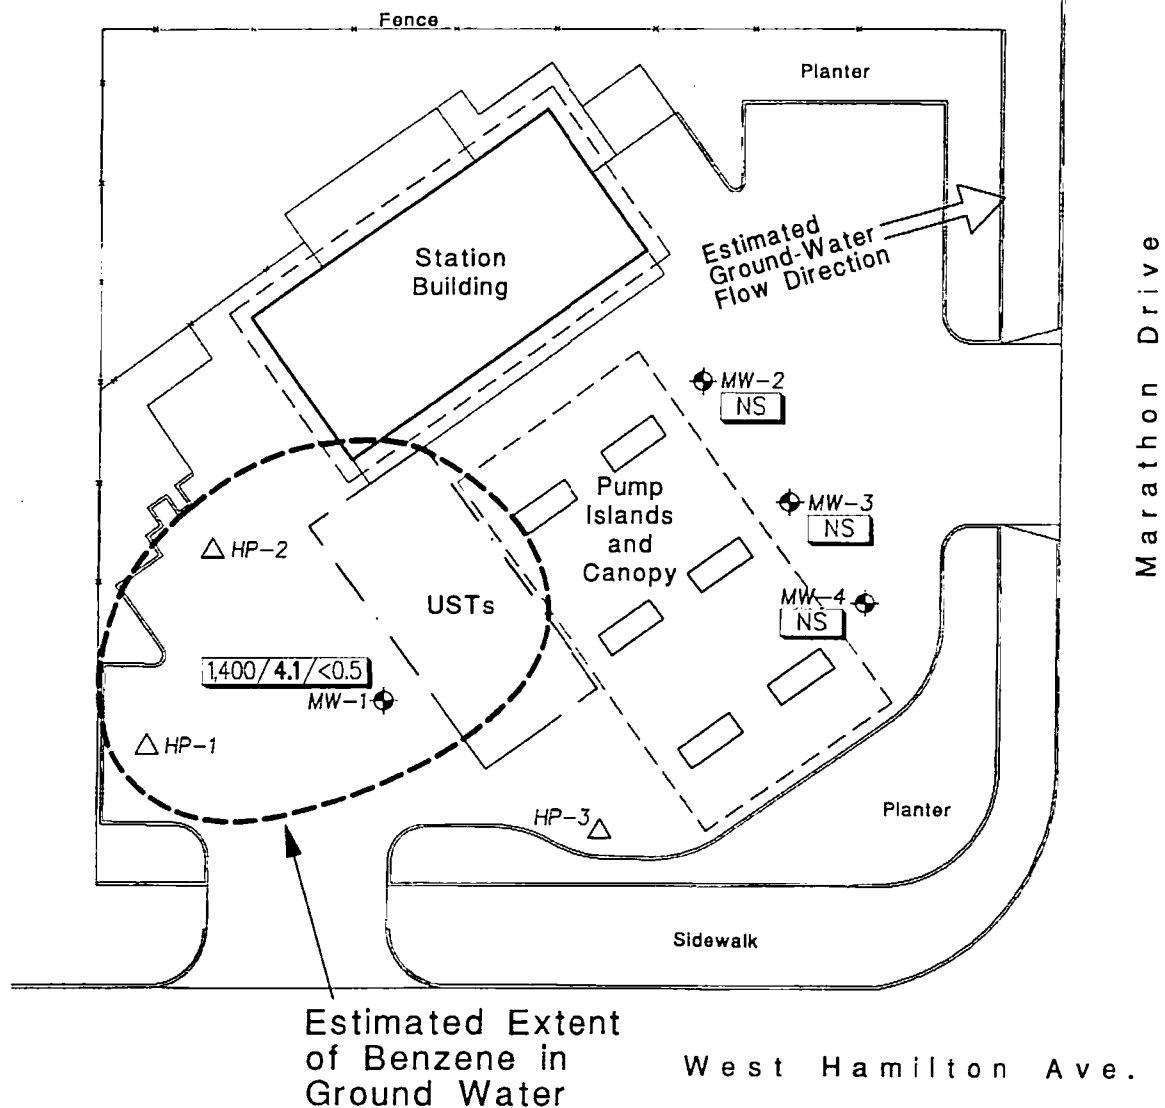 Fence
Planter
Estimated
Ground-Water
Flow Direction
Station
Building
Marathon Drive
MW-2
NS
Pump
Islands
and
Canopy
MW-3
NS
HP-2
USTs
MW-4
NS
1,400/4.1/<0.5
MW-1
HP-1
HP-3
Planter
Sidewalk
Estimated Extent
of Benzene in
Ground Water
West Hamilton Ave.